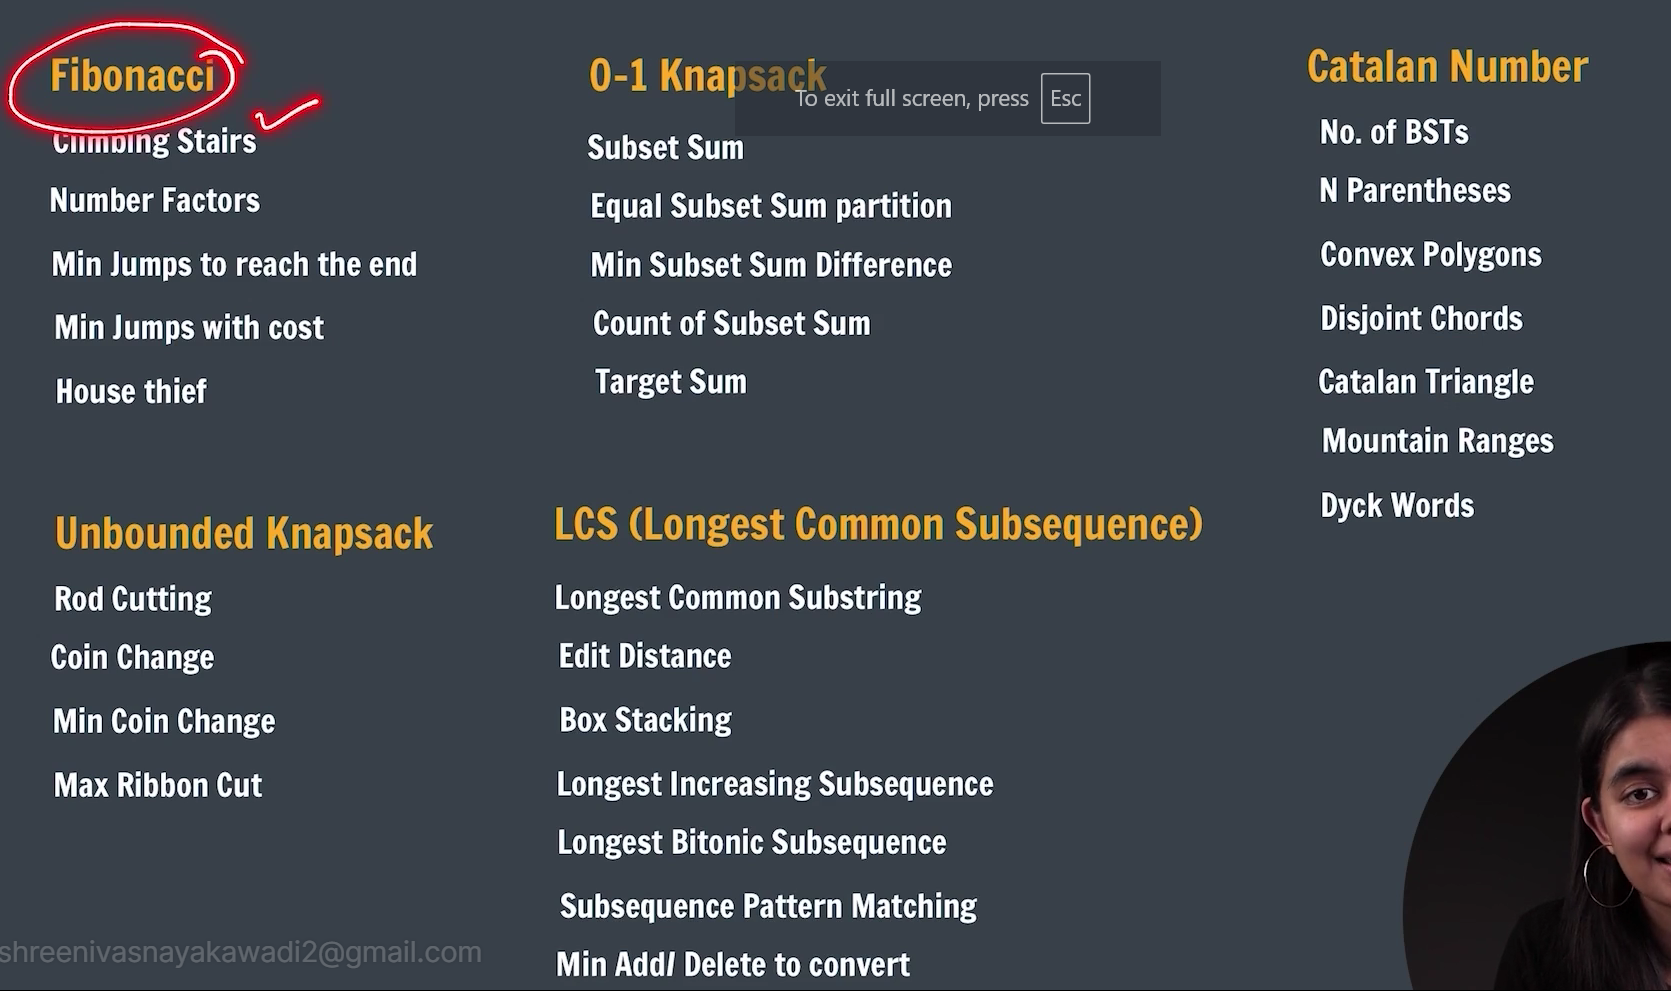 Fibonacci
Climbing Stairs
Number Factors
Min Jumps to reach the end
Min Jumps with cost
House thief
0-1 Knapsack
To exit full screen, press Esc
Subset Sum
Equal Subset Sum partition
Min Subset Sum Difference
Count of Subset Sum
Target Sum
Catalan Number
No. of BSTs
N Parentheses
Convex Polygons
Disjoint Chords
Catalan Triangle
Mountain Ranges
Dyck Words
Unbounded Knapsack
Rod Cutting
Coin Change
Min Coin Change
Max Ribbon Cut
LCS (Longest Common Subsequence)
Longest Common Substring
Edit Distance
Box Stacking
Longest Increasing Subsequence
Longest Bitonic Subsequence
Subsequence Pattern Matching
Min Add/ Delete to convert
shreenivasnayakawadi2@gmail.com